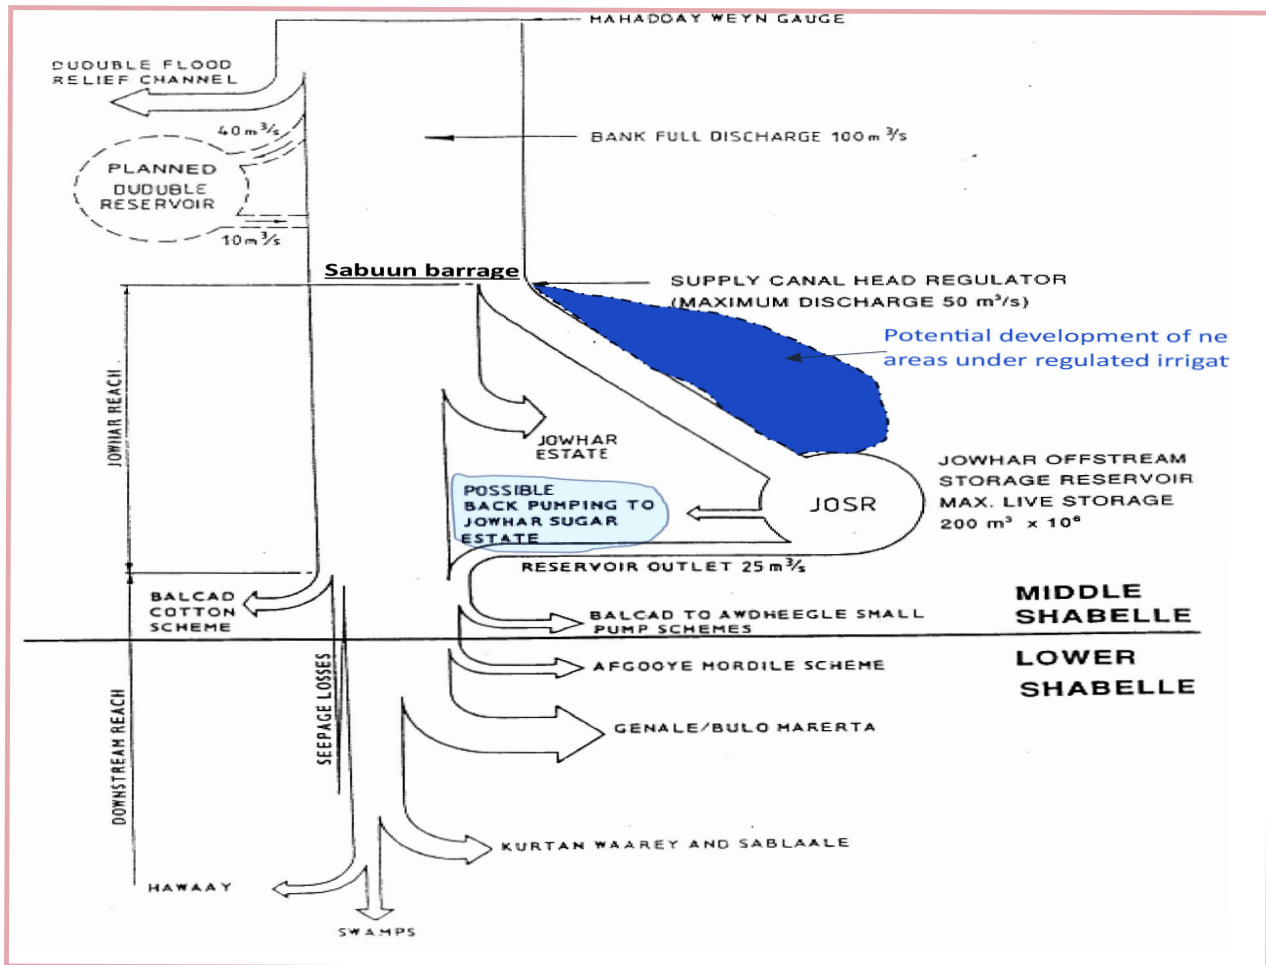 MAHADDAY WEYN GAUGE
DUDUBLE FLOOD
RELIEF CHANNEL
40 m³/s
BANK FULL DISCHARGE 100 m³/s
PLANNED
DUDUBLE
RESERVOIR
10 m³/s
Sabuun barrage
SUPPLY CANAL HEAD REGULATOR
(MAXIMUM DISCHARGE 50 m³/s)
Potential development of ne
areas under regulated irrigat
JOWHAR REACH
JOWHAR
ESTATE
JOWHAR OFFSTREAM
STORAGE RESERVOIR
MAX. LIVE STORAGE
200 m³ x 10⁶
POSSIBLE
BACK PUMPING TO
JOWHAR SUGAR
ESTATE
JOSR
RESERVOIR OUTLET 25 m³/s
BALCAD
COTTON
SCHEME
BALCAD TO AWDHEEGLE SMALL
PUMP SCHEMES
MIDDLE
SHABELLE
LOWER
SHABELLE
AFGOOYE MORDILE SCHEME
SEEPAGE LOSSES
DOWNSTREAM REACH
GENALE/BULO MARERTA
KURTAN WAAREY AND SABLAALE
HAWAAY
SWAMPS